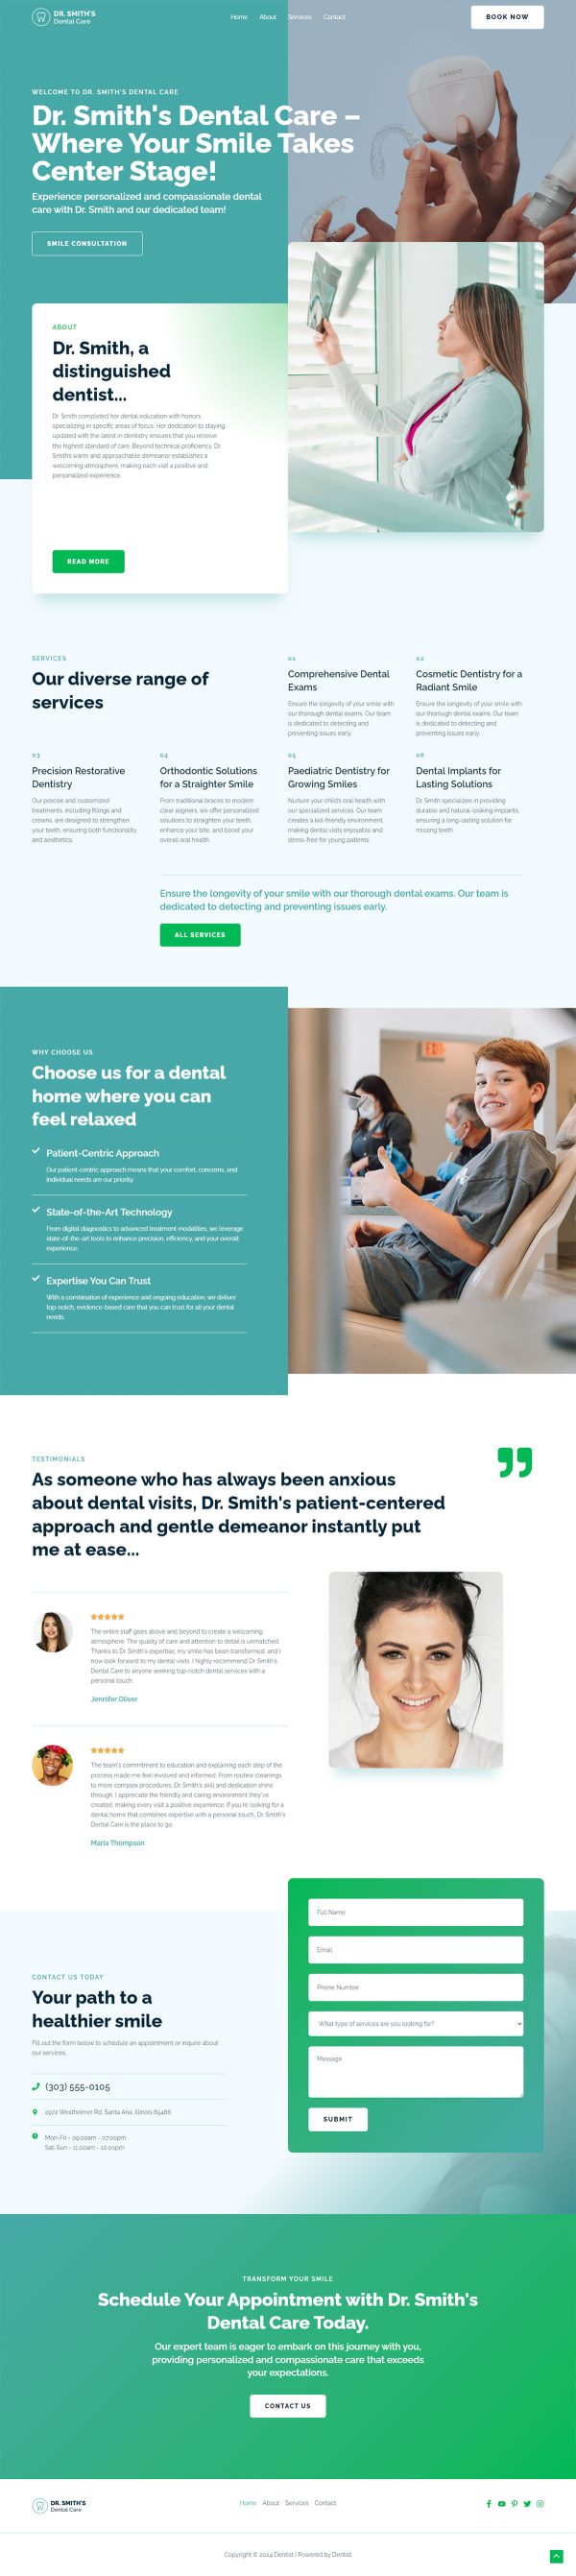 DR. SMITH'S
Dental Care
Home About Services Contact
BOOK NOW
WELCOME TO DR. SMITH'S DENTAL CARE
Dr. Smith's Dental Care –
Where Your Smile Takes
Center Stage!
Experience personalized and compassionate dental
care with Dr. Smith and our dedicated team!
SMILE CONSULTATION
ABOUT
Dr. Smith, a
distinguished
dentist...
Dr. Smith completed her dental education with honors,
specializing in specific areas of focus. Her dedication to staying
updated with the latest in dentistry ensures that you receive
the highest standard of care. Beyond technical proficiency, Dr.
Smith's warm and approachable demeanor establishes a
welcoming atmosphere, making each visit a positive and
personalized experience.
READ MORE
SERVICES
Our diverse range of
services
01
Comprehensive Dental
Exams
Ensure the longevity of your smile with
our thorough dental exams. Our team
is dedicated to detecting and
preventing issues early.
02
Cosmetic Dentistry for a
Radiant Smile
Ensure the longevity of your smile with
our thorough dental exams. Our team
is dedicated to detecting and
preventing issues early.
03
Precision Restorative
Dentistry
Our precise and customized
treatments, including fillings and
crowns, are designed to strengthen
your teeth, ensuring both functionality
and aesthetics.
04
Orthodontic Solutions
for a Straighter Smile
From traditional braces to modern
clear aligners, we offer personalized
solutions to straighten your teeth,
enhance your bite, and boost your
overall oral health.
05
Paediatric Dentistry for
Growing Smiles
Nurture your child's oral health with
our specialized services. Our team
creates a kid-friendly environment,
making dental visits enjoyable and
stress-free for young patients.
06
Dental Implants for
Lasting Solutions
Dr. Smith specializes in providing
durable and natural-looking implants,
ensuring a long-lasting solution for
missing teeth.
Ensure the longevity of your smile with our thorough dental exams. Our team is
dedicated to detecting and preventing issues early.
ALL SERVICES
WHY CHOOSE US
Choose us for a dental
home where you can
feel relaxed
Patient-Centric Approach
Our patient-centric approach means that your comfort, concerns, and
individual needs are our priority.
State-of-the-Art Technology
From digital diagnostics to advanced treatment modalities, we leverage
state-of-the-art tools to enhance precision, efficiency, and your overall
experience.
Expertise You Can Trust
With a combination of experience and ongoing education, we deliver
top-notch, evidence-based care that you can trust for all your dental
needs.
EXIT
TESTIMONIALS
As someone who has always been anxious
about dental visits, Dr. Smith's patient-centered
approach and gentle demeanor instantly put
me at ease...
The entire staff goes above and beyond to create a welcoming
atmosphere. The quality of care and attention to detail is unmatched.
Thanks to Dr. Smith's expertise, my smile has been transformed, and I
now look forward to my dental visits. I highly recommend Dr Smith's
Dental Care to anyone seeking top-notch dental services with a
personal touch.
Jennifer Oliver
The team's commitment to education and explaining each step of the
process made me feel involved and informed. From routine cleanings
to more complex procedures, Dr. Smith's skill and dedication shine
through. I appreciate the friendly and caring environment they've
created, making every visit a positive experience. If you're looking for a
dental home that combines expertise with a personal touch, Dr. Smith's
Dental Care is the place to go.
Maria Thompson
Full Name
Email
Phone Number
What type of services are you looking for?
Message
SUBMIT
CONTACT US TODAY
Your path to a
healthier smile
Fill out the form below to schedule an appointment or inquire about
our services.
(303) 555-0105
2972 Westheimer Rd. Santa Ana, Illinois 85486
Mon-Fri - 09.00am - 07.00pm
Sat-Sun - 11.00am - 10.00pm
TRANSFORM YOUR SMILE
Schedule Your Appointment with Dr. Smith's
Dental Care Today.
Our expert team is eager to embark on this journey with you,
providing personalized and compassionate care that exceeds
your expectations.
CONTACT US
DR. SMITH'S
Dental Care
Home About Services Contact
Copyright © 2024 Dentist | Powered by Dentist